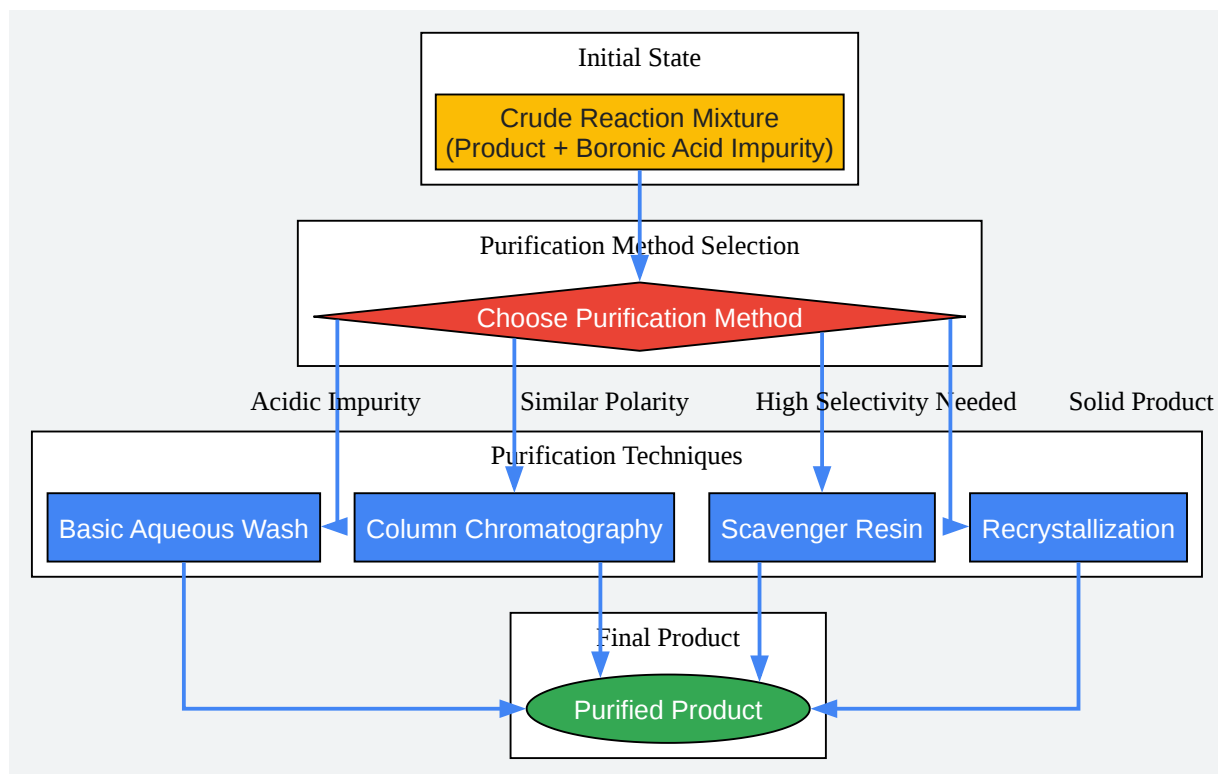 Initial State
Crude Reaction Mixture
(Product + Boronic Acid Impurity)
Purification Method Selection
Choose Purification Method
Acidic Impurity
Similar Polarity
High Selectivity Needed
Solid Product
Purification Techniques
Basic Aqueous Wash
Column Chromatography
Scavenger Resin
Recrystallization
Final Product
Purified Product